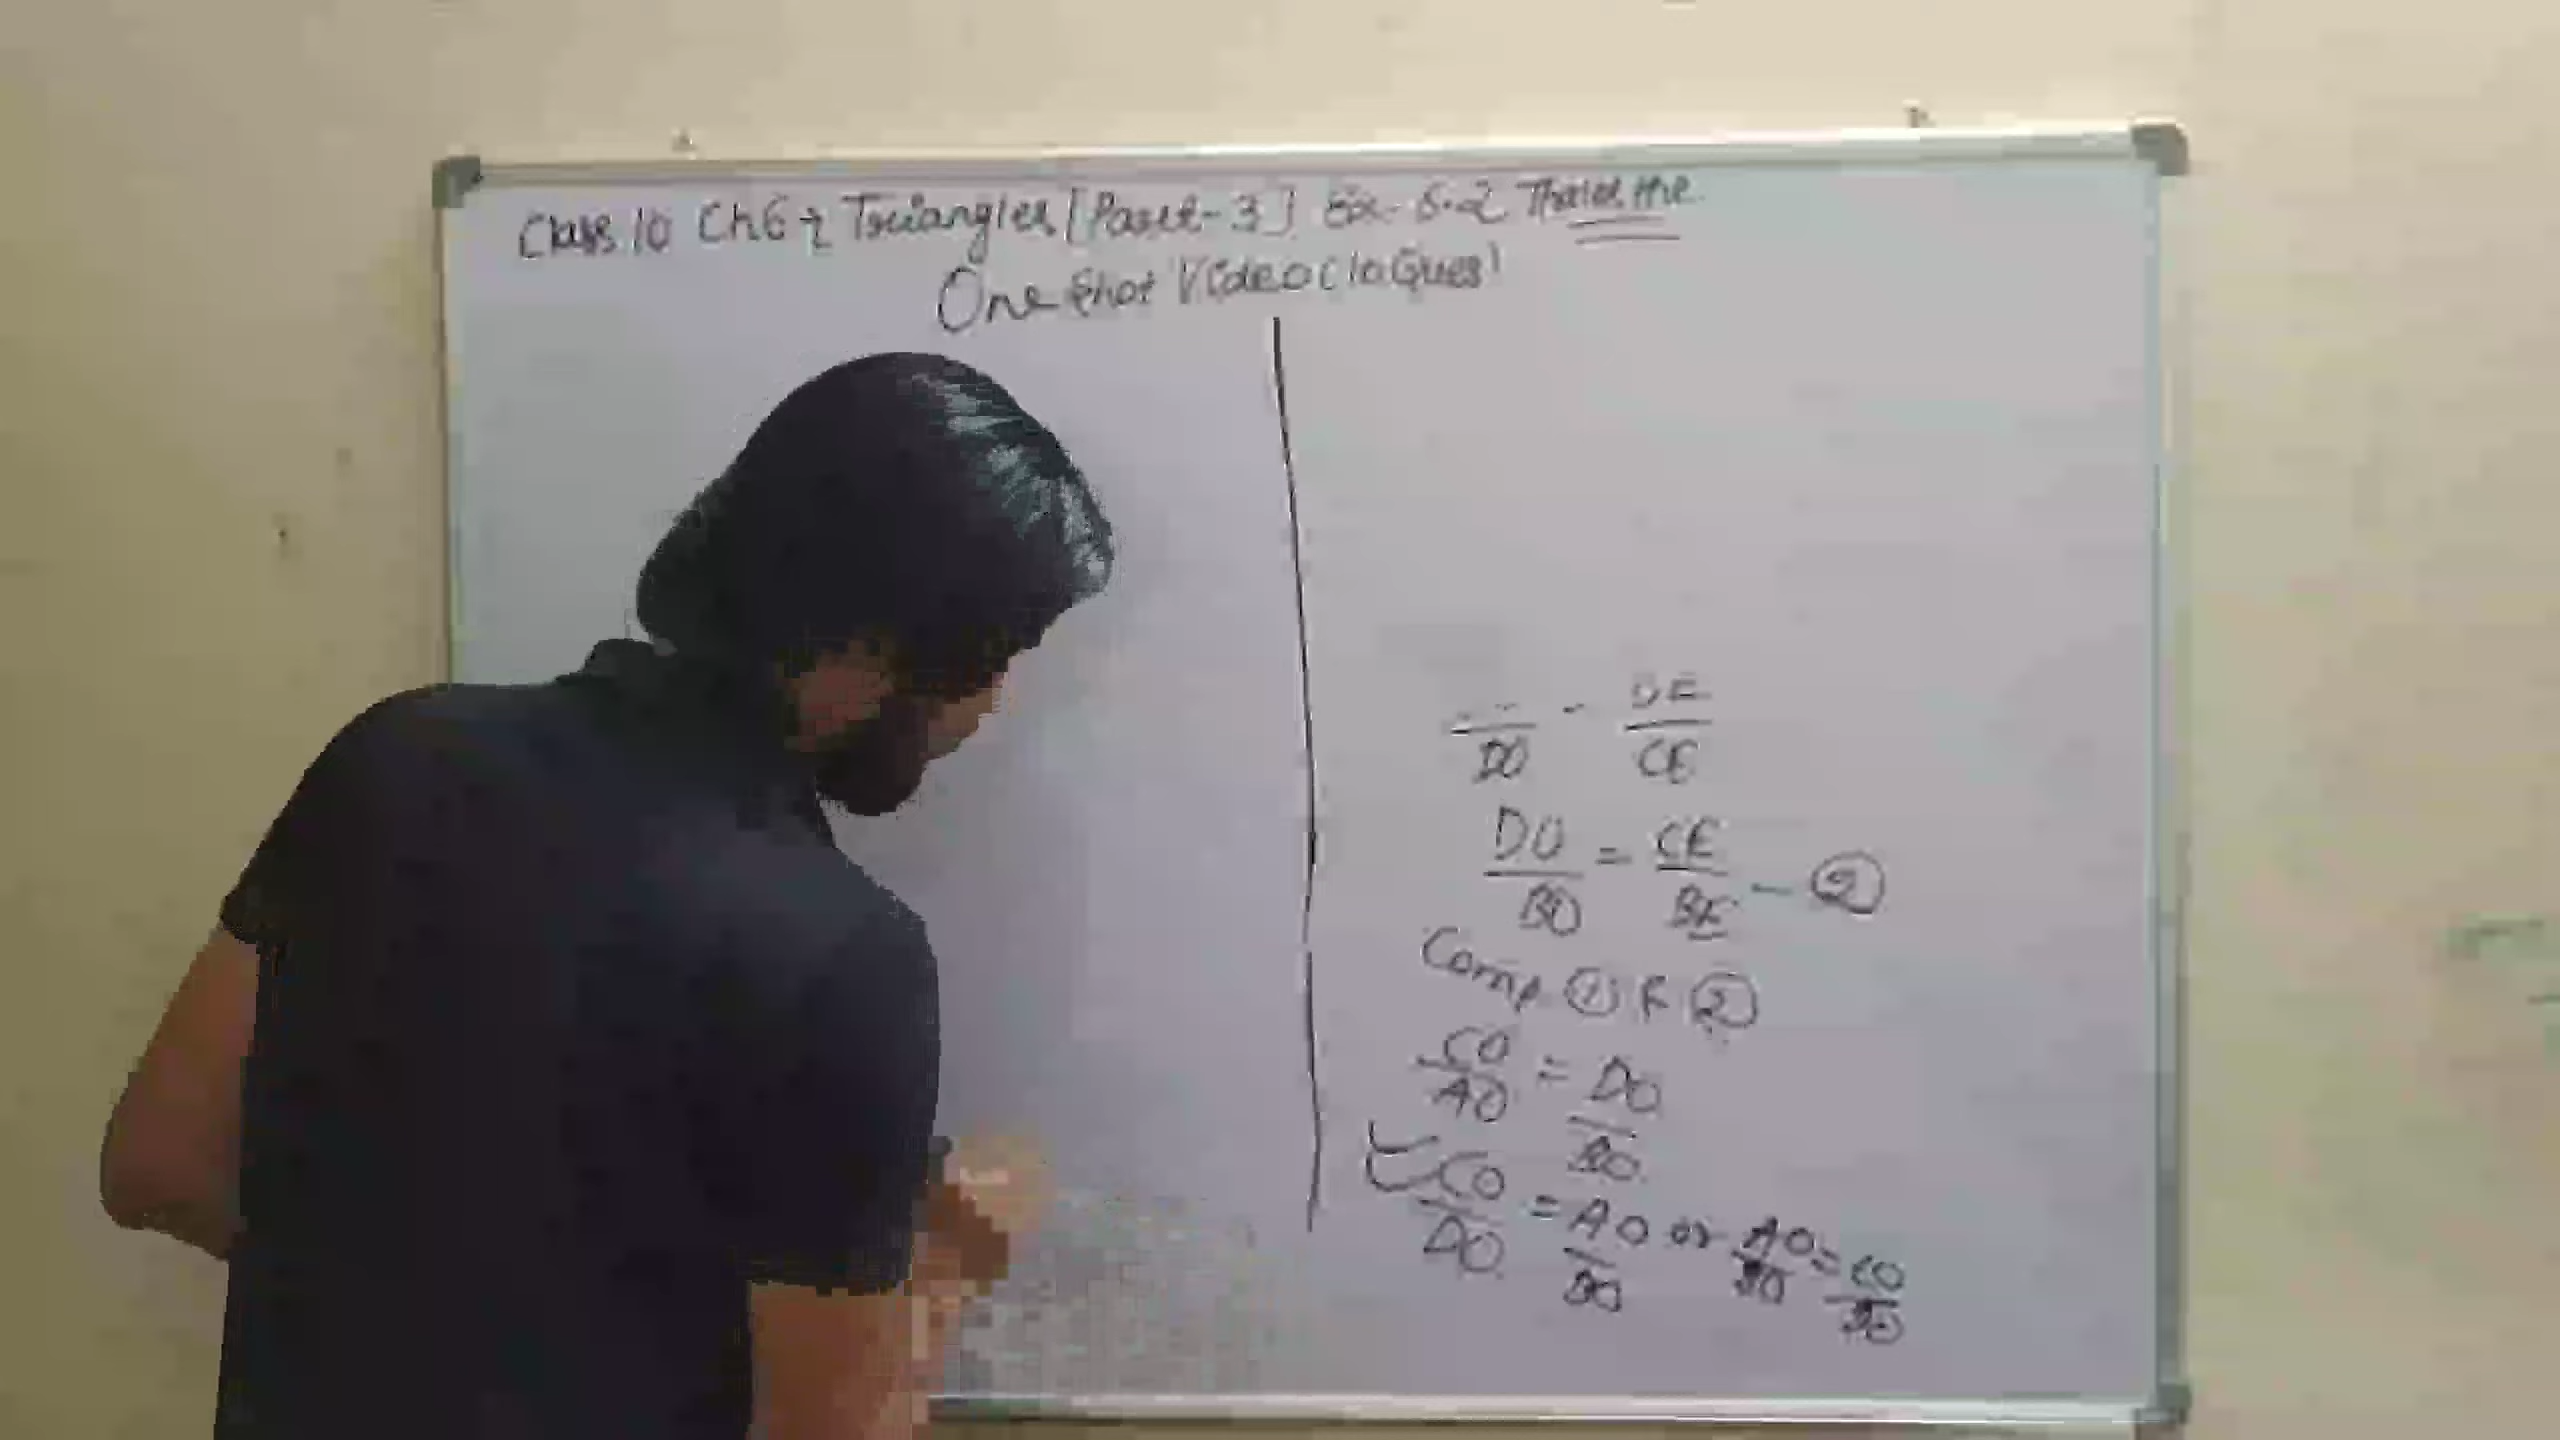 Class 10 Ch 6 Triangles [Part-3] Ex-6.2 Thales the
One Shot Video (10 Ques)
DO = BE
CE
DO = CE - ②
BO BE
Comp ① & ②
CO = DO
AO BO
CO = AO or AO = CO
DO BO BO DO